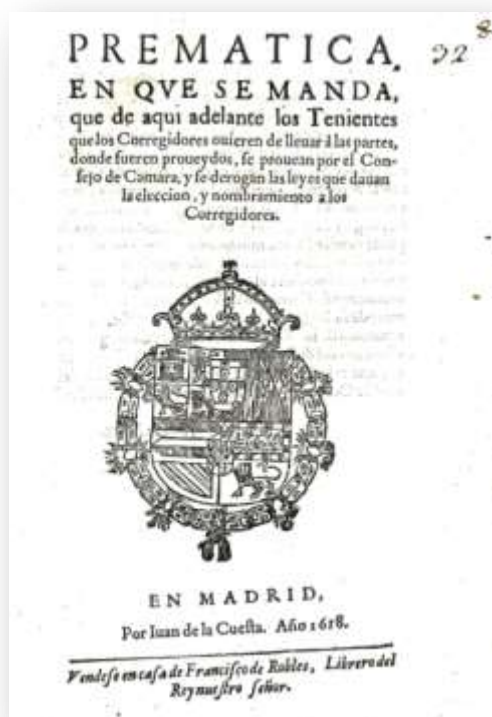 PREMATICA.
92
EN QVE SE MANDA,
que de aqui adelante los Tenientes
que los Corregidores ouieren de lleuar á las partes,
donde fueren proueydos, se prouean por el Con-
sejo de Camara, y se derogan las leyes que dauan
la eleccion, y nombramiento a los
Corregidores.
EN MADRID,
Por Iuan de la Cuesta. Año 1618.
Vendese en casa de Francisco de Robles, Librero del
Rey nuestro señor.